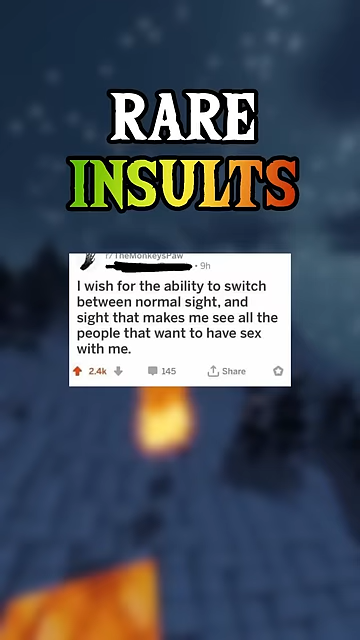 RARE
INSULTS
r/TheMonkeysPaw
• 9h
I wish for the ability to switch
between normal sight, and
sight that makes me see all the
people that want to have sex
with me.
2.4k 145 Share